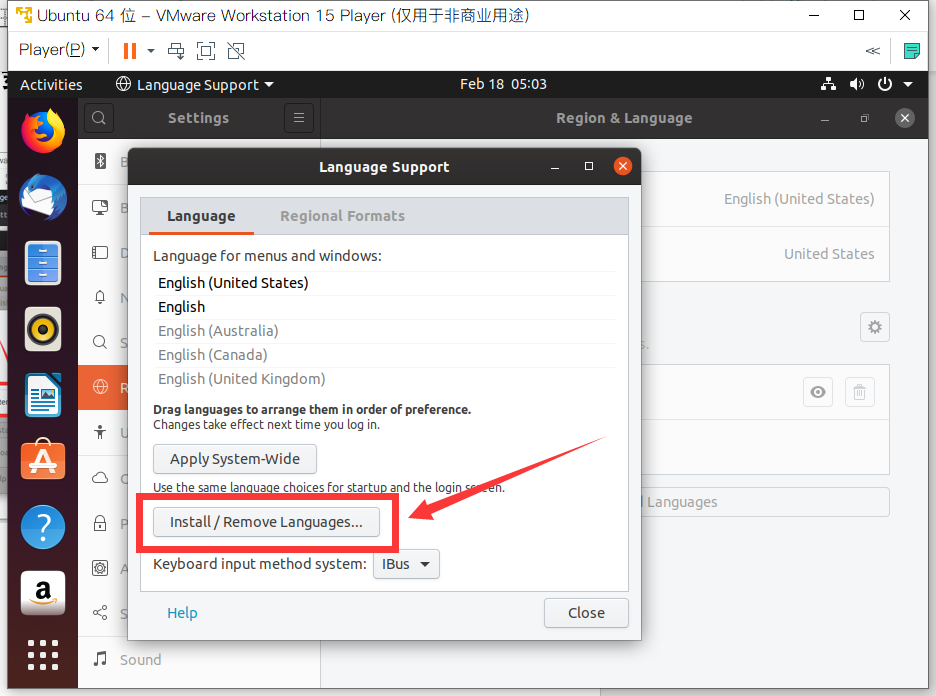 Ubuntu 64 位 – VMware Workstation 15 Player (仅用于非商业用途)
Player(P)
Activities
Language Support
Feb 18 05:03
Settings
Region & Language
Language Support
Language
Regional Formats
Language for menus and windows:
English (United States)
English
English (Australia)
English (Canada)
English (United Kingdom)
Drag languages to arrange them in order of preference.
Changes take effect next time you log in.
Apply System-Wide
Use the same language choices for startup and the login screen.
Install / Remove Languages...
Keyboard input method system:
IBus
Help
Close
English (United States)
United States
Languages
Sound